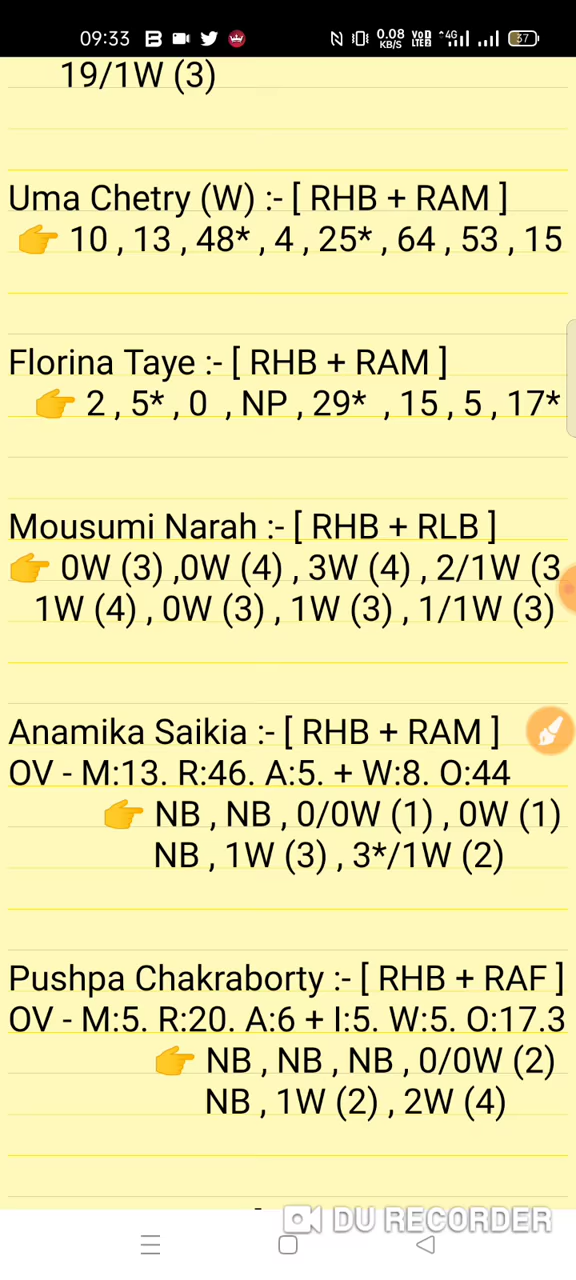 09:33 0.08 KB/S VoD LTE2 4G 37
19/1W (3)
Uma Chetry (W) :- [ RHB + RAM ]
👉 10 , 13 , 48* , 4 , 25* , 64 , 53 , 15
Florina Taye :- [ RHB + RAM ]
👉 2 , 5* , 0 , NP , 29* , 15 , 5 , 17*
Mousumi Narah :- [ RHB + RLB ]
👉 0W (3) ,0W (4) , 3W (4) , 2/1W (3
1W (4) , 0W (3) , 1W (3) , 1/1W (3)
Anamika Saikia :- [ RHB + RAM ]
OV - M:13. R:46. A:5. + W:8. O:44
👉 NB , NB , 0/0W (1) , 0W (1)
NB , 1W (3) , 3*/1W (2)
Pushpa Chakraborty :- [ RHB + RAF ]
OV - M:5. R:20. A:6 + I:5. W:5. O:17.3
👉 NB , NB , NB , 0/0W (2)
NB , 1W (2) , 2W (4)
DU RECORDER